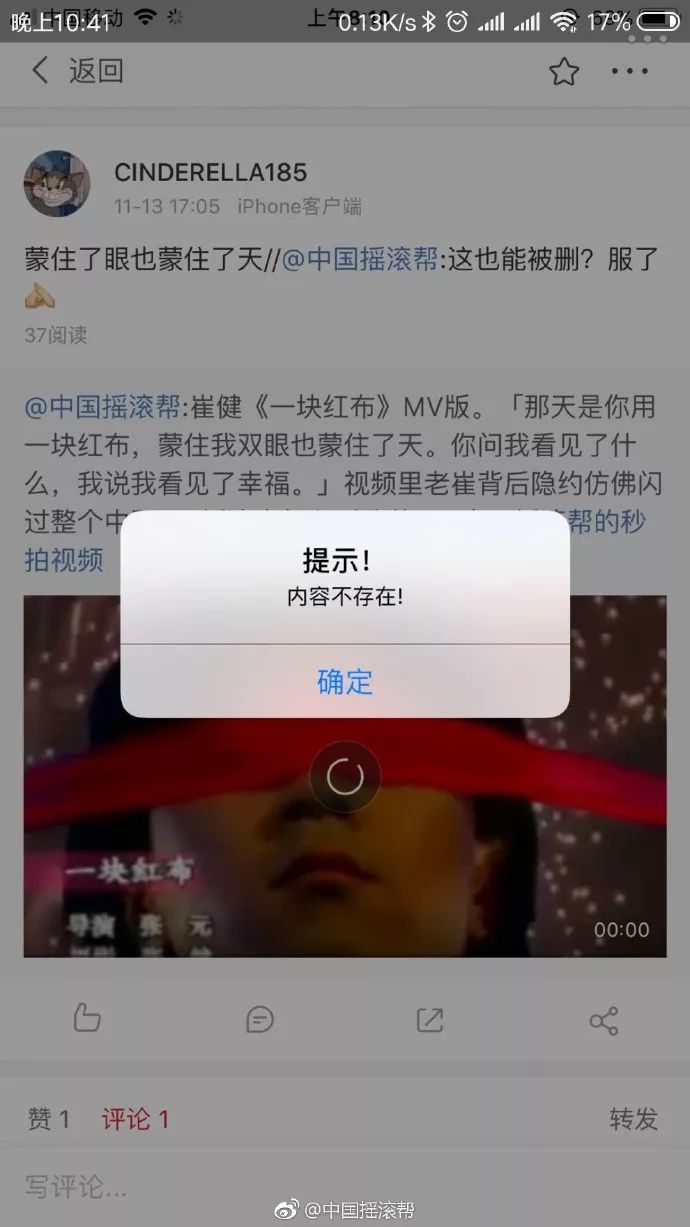 晚上10:41 0.13K/s 17%
中国移动 上午8:19
返回
CINDERELLA185
11-13 17:05 iPhone客户端
蒙住了眼也蒙住了天//@中国摇滚帮:这也能被删？服了
37阅读
@中国摇滚帮:崔健《一块红布》MV版。「那天是你用
一块红布，蒙住我双眼也蒙住了天。你问我看见了什
么，我说我看见了幸福。」视频里老崔背后隐约仿佛闪
过整个中
帮的秒
拍视频
提示!
内容不存在!
确定
一块红布
导演 张 元
00:00
赞 1 评论 1 转发
写评论...
@中国摇滚帮